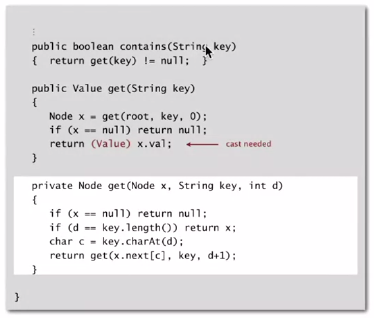 ⋮
public boolean contains(String key)
{  return get(key) != null;  }
public Value get(String key)
{
   Node x = get(root, key, 0);
   if (x == null) return null;
   return (Value) x.val; ← cast needed
}
private Node get(Node x, String key, int d)
{
   if (x == null) return null;
   if (d == key.length()) return x;
   char c = key.charAt(d);
   return get(x.next[c], key, d+1);
}
}